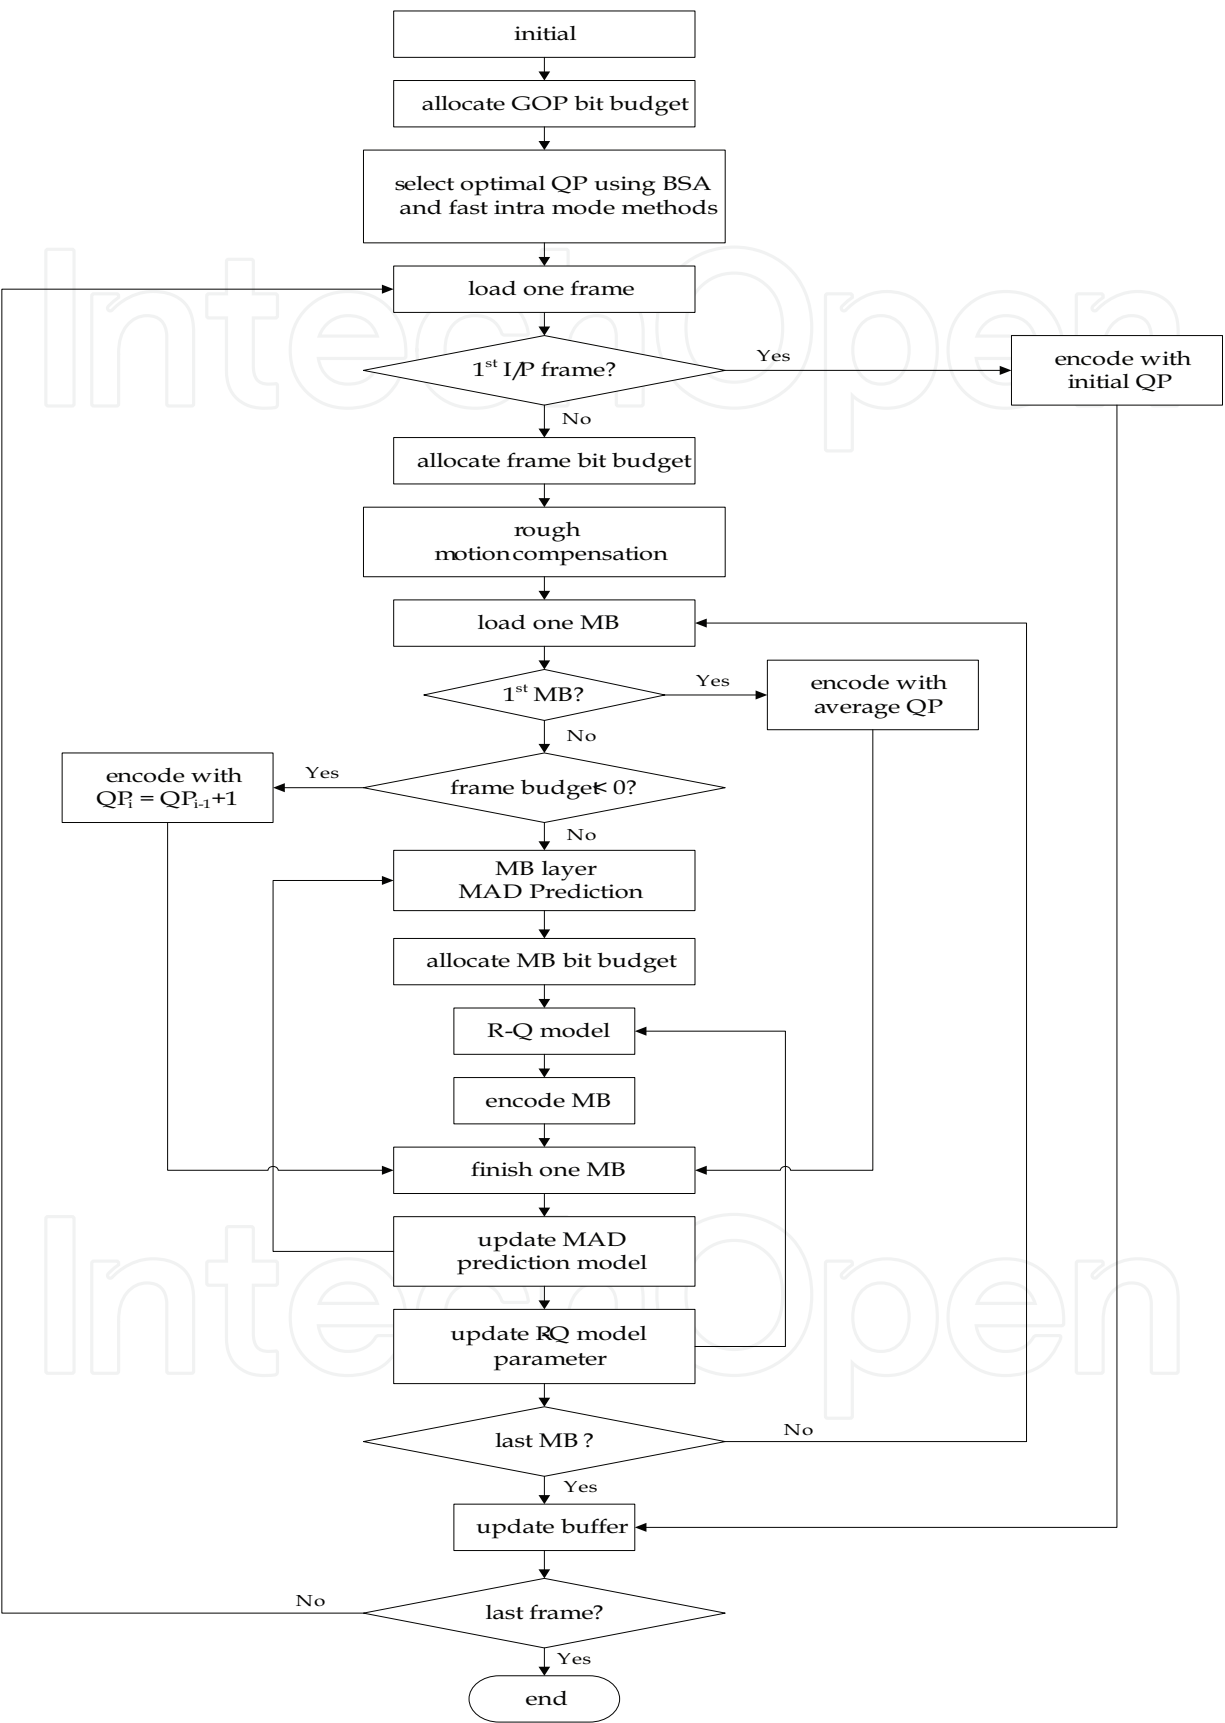 initial
allocate GOP bit budget
select optimal QP using BSA
and fast intra mode methods
load one frame
1st I/P frame?
Yes
encode with
initial QP
No
allocate frame bit budget
rough
motion compensation
load one MB
1st MB?
Yes
encode with
average QP
No
frame budget< 0?
Yes
encode with
QPi = QPi-1+1
No
MB layer
MAD Prediction
allocate MB bit budget
R-Q model
encode MB
finish one MB
update MAD
prediction model
update R-Q model
parameter
last MB ?
No
Yes
update buffer
last frame?
No
Yes
end
IntechOpen
IntechOpen